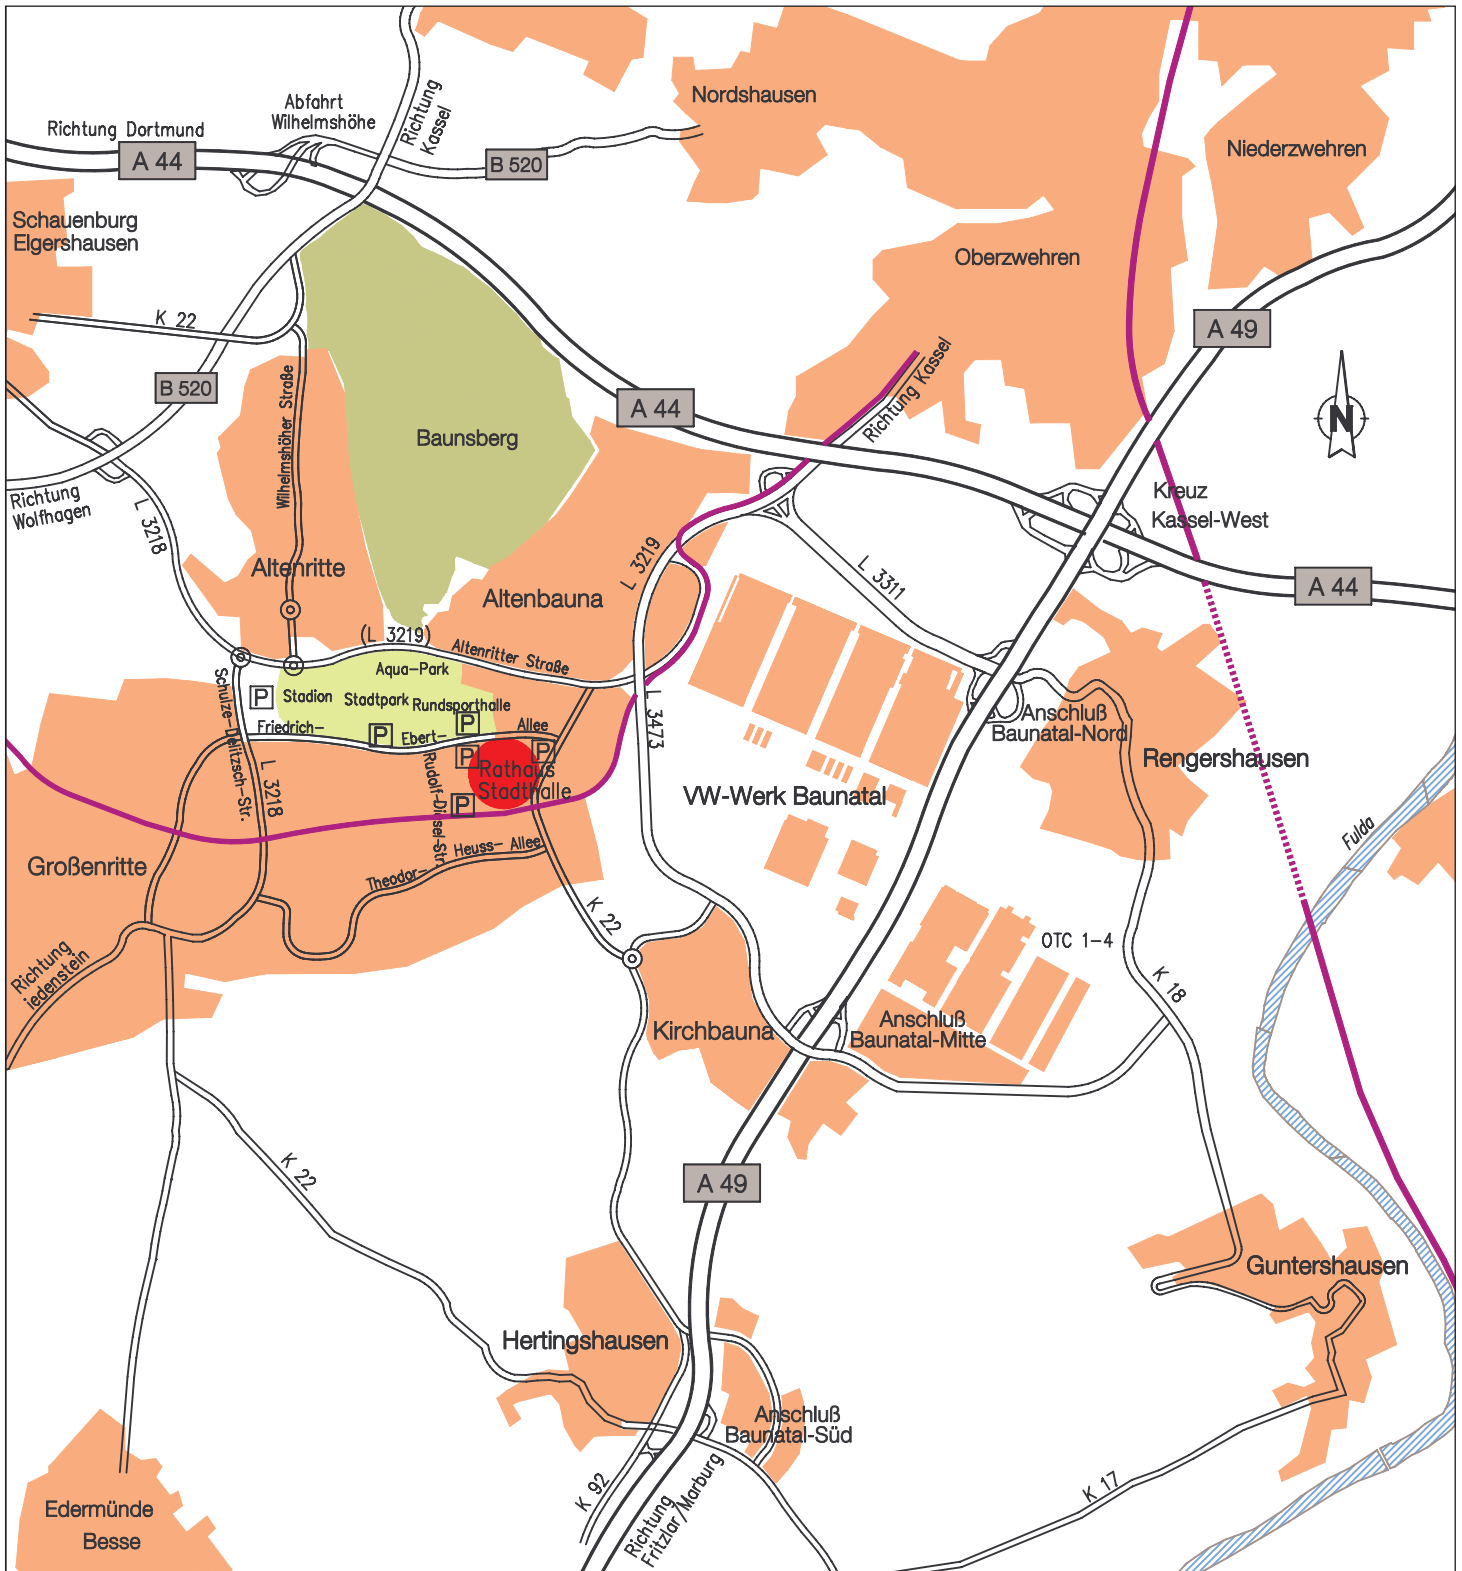 Nordshausen
Abfahrt
Wilhelmshöhe
Richtung
Kassel
Richtung Dortmund
A 44
B 520
Niederzwehren
Schauenburg
Elgershausen
Oberzwehren
K 22
A 49
B 520
Wilhelmshöher Straße
A 44
Richtung Kassel
Baunsberg
N
Richtung
Wolfhagen
L 3218
Kreuz
Kassel-West
L 3219
L 3311
A 44
Altenritte
Altenbauna
(L 3219)
Altenritter Straße
Aqua-Park
P
Stadion
Stadtpark
Rundsporthalle
Schulze-Delitzsch-Str.
Friedrich-
P
Ebert-
P
Allee
L 3473
Anschluß
Baunatal-Nord
Rengershausen
P
P
Rathaus
Stadthalle
L 3218
Rudolf-Diesel-Str.
P
VW-Werk Baunatal
Fulda
Großenritte
Theodor-
Heuss- Allee
K 22
Richtung
iedenstein
OTC 1-4
K 18
Kirchbauna
Anschluß
Baunatal-Mitte
K 22
A 49
Guntershausen
Hertingshausen
Anschluß
Baunatal-Süd
K 92
Richtung
Fritzlar/Marburg
K 17
Edermünde
Besse